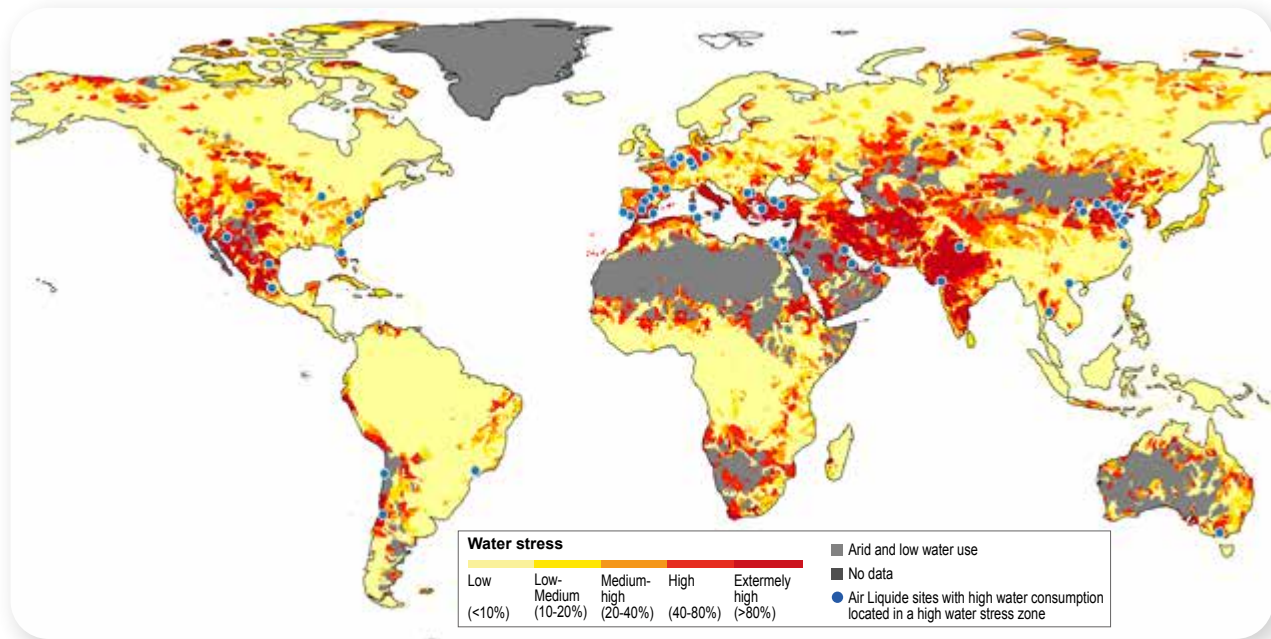 Water stress
Low
(<10%)
Low-
Medium
(10-20%)
Medium-
high
(20-40%)
High
(40-80%)
Extermely
high
(>80%)
Arid and low water use
No data
Air Liquide sites with high water consumption
located in a high water stress zone